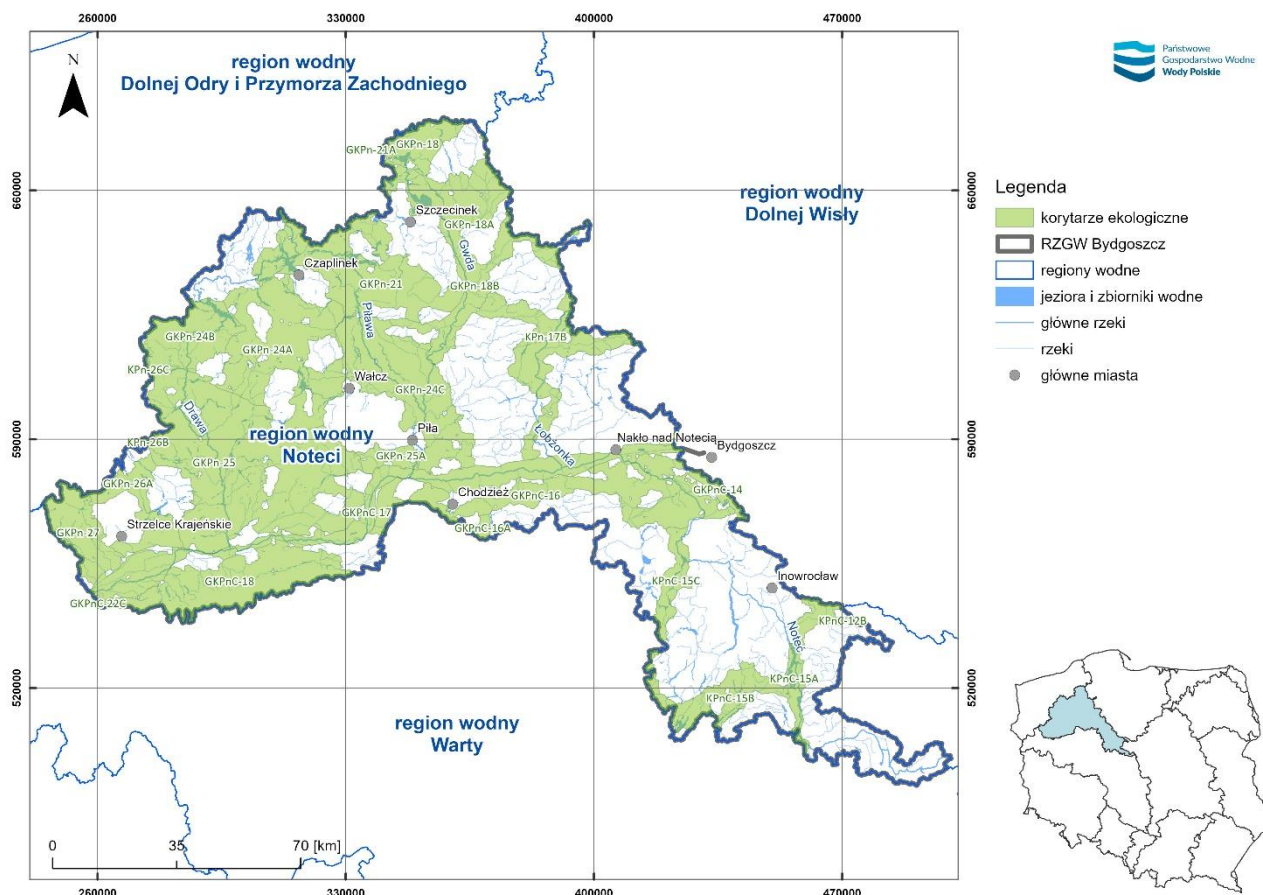 260000
330000
400000
470000
N
region wodny
Dolnej Odry i Przymorza Zachodniego
Państwowe
Gospodarstwo Wodne
Wody Polskie
660000
660000
region wodny
Dolnej Wisły
GKPn-21A
GKPn-18
Szczecinek
GKPn-18A
Gwda
Czaplinek
GKPn-21
GKPn-18B
Piława
GKPn-24B
GKPn-24A
KPn-17B
KPn-26C
Wałcz
GKPn-24C
Drawa
region wodny
Noteci
Piła
Łobżonka
Nakło nad Notecią
Bydgoszcz
590000
590000
KPn-26B
GKPn-25
GKPn-25A
GKPn-26A
Chodzież
GKPnC-16
GKPnC-14
GKPnC-17
GKPnC-16A
GKPn-27
Strzelce Krajeńskie
GKPnC-18
GKPnC-22C
KPnC-15C
Inowrocław
Noteć
KPnC-12B
KPnC-15A
KPnC-15B
520000
520000
region wodny
Warty
0
35
70 [km]
260000
330000
400000
470000
Legenda
korytarze ekologiczne
RZGW Bydgoszcz
regiony wodne
jeziora i zbiorniki wodne
główne rzeki
rzeki
główne miasta